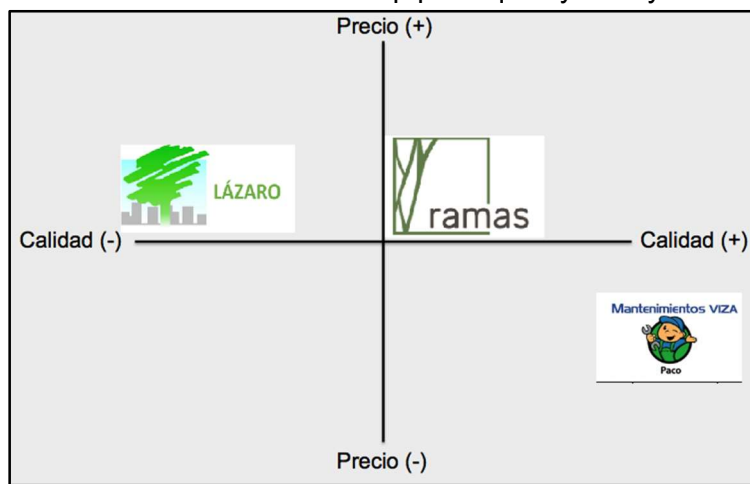 Precio (+)
LÁZARO
ramas
Calidad (-)
Calidad (+)
Mantenimientos VIZA
Paco
Precio (-)